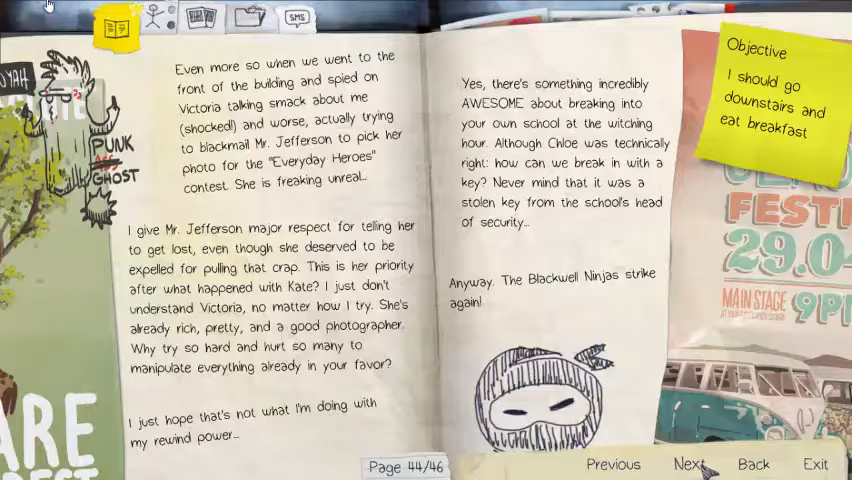 SMS
OYAH
PUNK
ASS
GHOST
Even more so when we went to the
front of the building and spied on
Victoria talking smack about me
(shocked!) and worse, actually trying
to blackmail Mr. Jefferson to pick her
photo for the "Everyday Heroes"
contest. She is freaking unreal...
I give Mr. Jefferson major respect for telling her
to get lost, even though she deserved to be
expelled for pulling that crap. This is her priority
after what happened with Kate? I just don't
understand Victoria, no matter how I try. She's
already rich, pretty, and a good photographer.
Why try so hard and hurt so many to
manipulate everything already in your favor?
I just hope that's not what I'm doing with
my rewind power...
Yes, there's something incredibly
AWESOME about breaking into
your own school at the witching
hour. Although Chloe was technically
right: how can we break in with a
key? Never mind that it was a
stolen key from the school's head
of security...
Anyway. The Blackwell Ninjas strike
again!
Objective
I should go
downstairs and
eat breakfast
FESTI
29.04
MAIN STAGE
9PM
ARE
Page 44/46
Previous
Next
Back
Exit